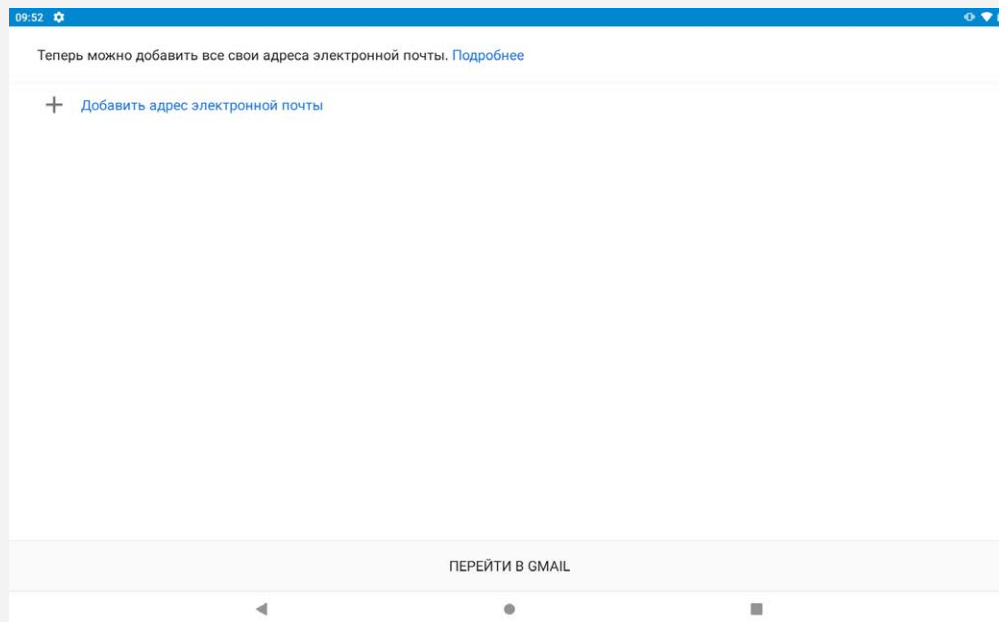 09:52
Теперь можно добавить все свои адреса электронной почты. Подробнее
Добавить адрес электронной почты
ПЕРЕЙТИ В GMAIL